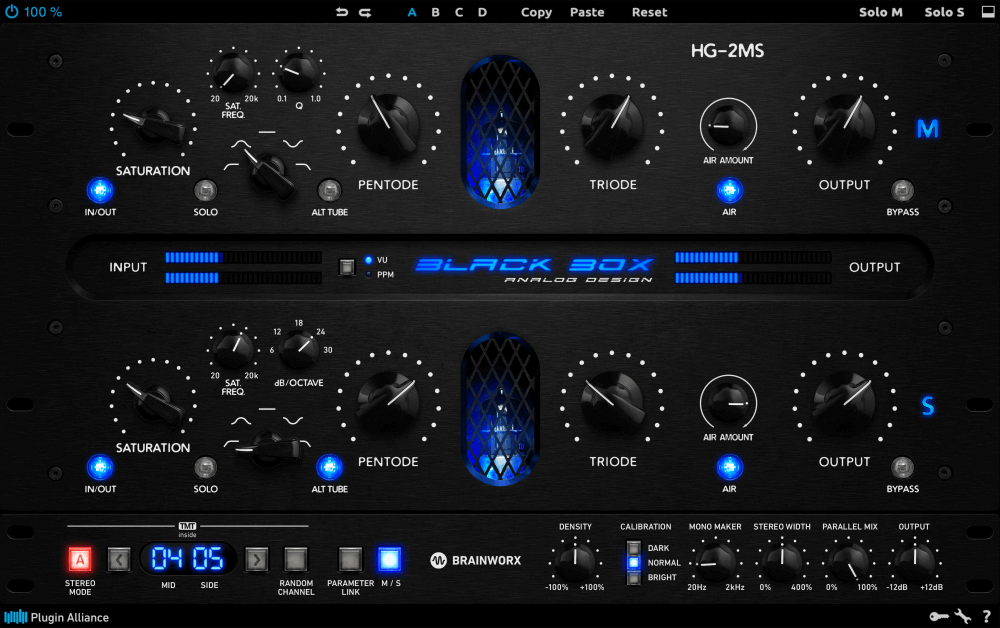 100 %
A B C D
Copy Paste
Reset
Solo M Solo S
HG-2MS
20 20k 0.1 1.0
SAT. FREQ.
Q
SATURATION
PENTODE
TRIODE
AIR AMOUNT
OUTPUT
M
IN/OUT
SOLO
ALT TUBE
AIR
BYPASS
INPUT
VU
PPM
BLACK BOX
ANALOG DESIGN
OUTPUT
18
12 24
6 30
20 20k
SAT. FREQ.
dB/OCTAVE
SATURATION
PENTODE
TRIODE
AIR AMOUNT
OUTPUT
S
IN/OUT
SOLO
ALT TUBE
AIR
BYPASS
TMT
inside
A
04 05
STEREO
MODE
MID
SIDE
RANDOM
CHANNEL
PARAMETER
LINK
M / S
BRAINWORX
DENSITY
-100% +100%
CALIBRATION
DARK
NORMAL
BRIGHT
MONO MAKER
20Hz 2kHz
STEREO WIDTH
0% 400%
PARALLEL MIX
0% 100%
OUTPUT
-12dB +12dB
Plugin Alliance
?